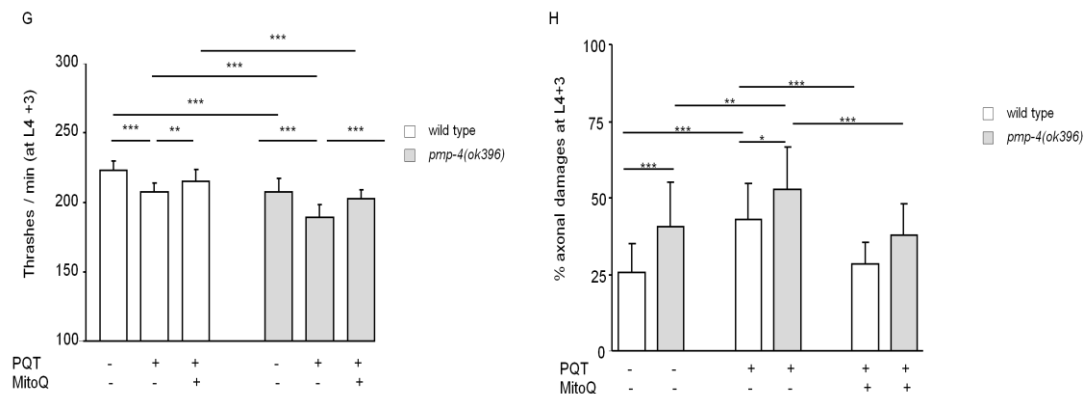 G
Thrashes / min (at L4 +3)
300
250
200
150
100
***
***
***
*** ** *** ***
wild type
pmp-4(ok396)
PQT - + + - + +
MitoQ - - + - - +
H
% axonal damages at L4+3
100
75
50
25
0
***
**
*** ***
*
***
wild type
pmp-4(ok396)
PQT - - + + + +
MitoQ - - - - + +